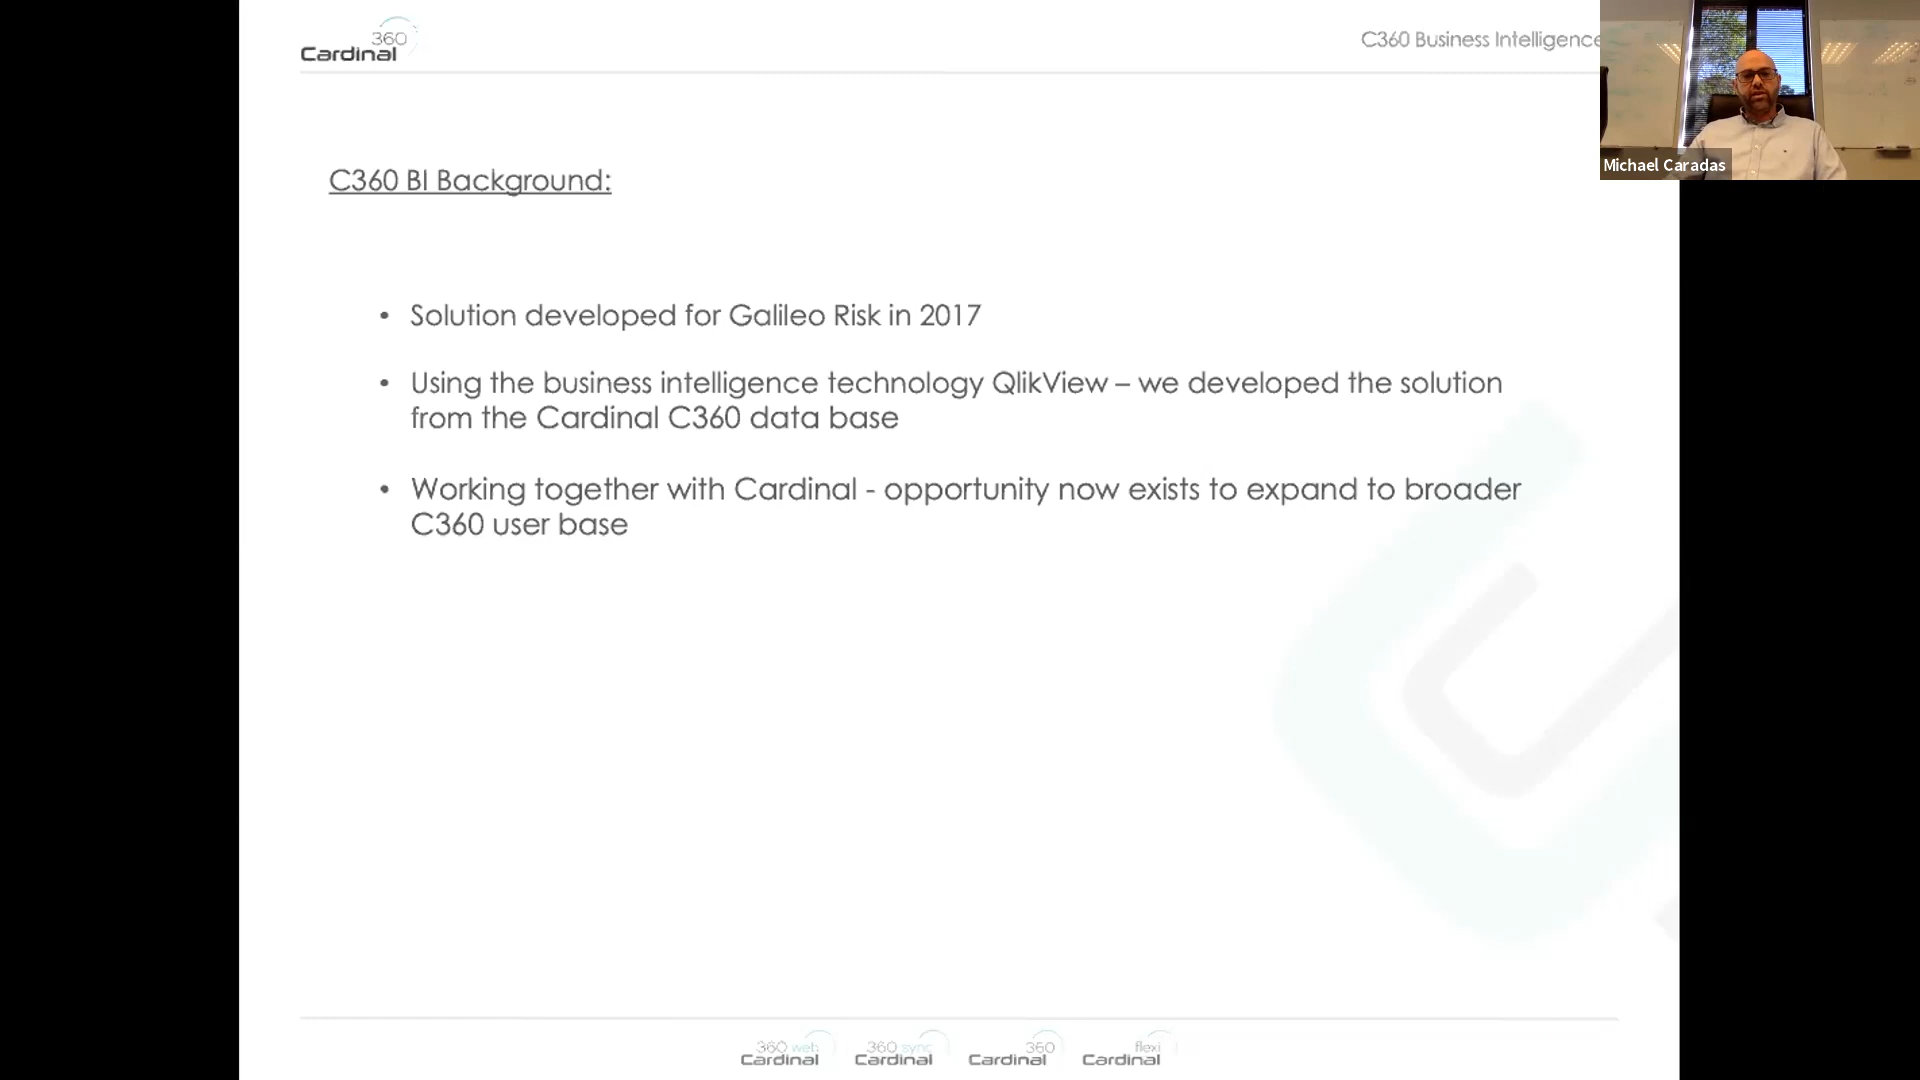 360
Cardinal
C360 Business Intelligence
Michael Caradas
C360 BI Background:
• Solution developed for Galileo Risk in 2017
• Using the business intelligence technology QlikView – we developed the solution
from the Cardinal C360 data base
• Working together with Cardinal - opportunity now exists to expand to broader
C360 user base
360 web
Cardinal
360 sync
Cardinal
360
Cardinal
flexi
Cardinal